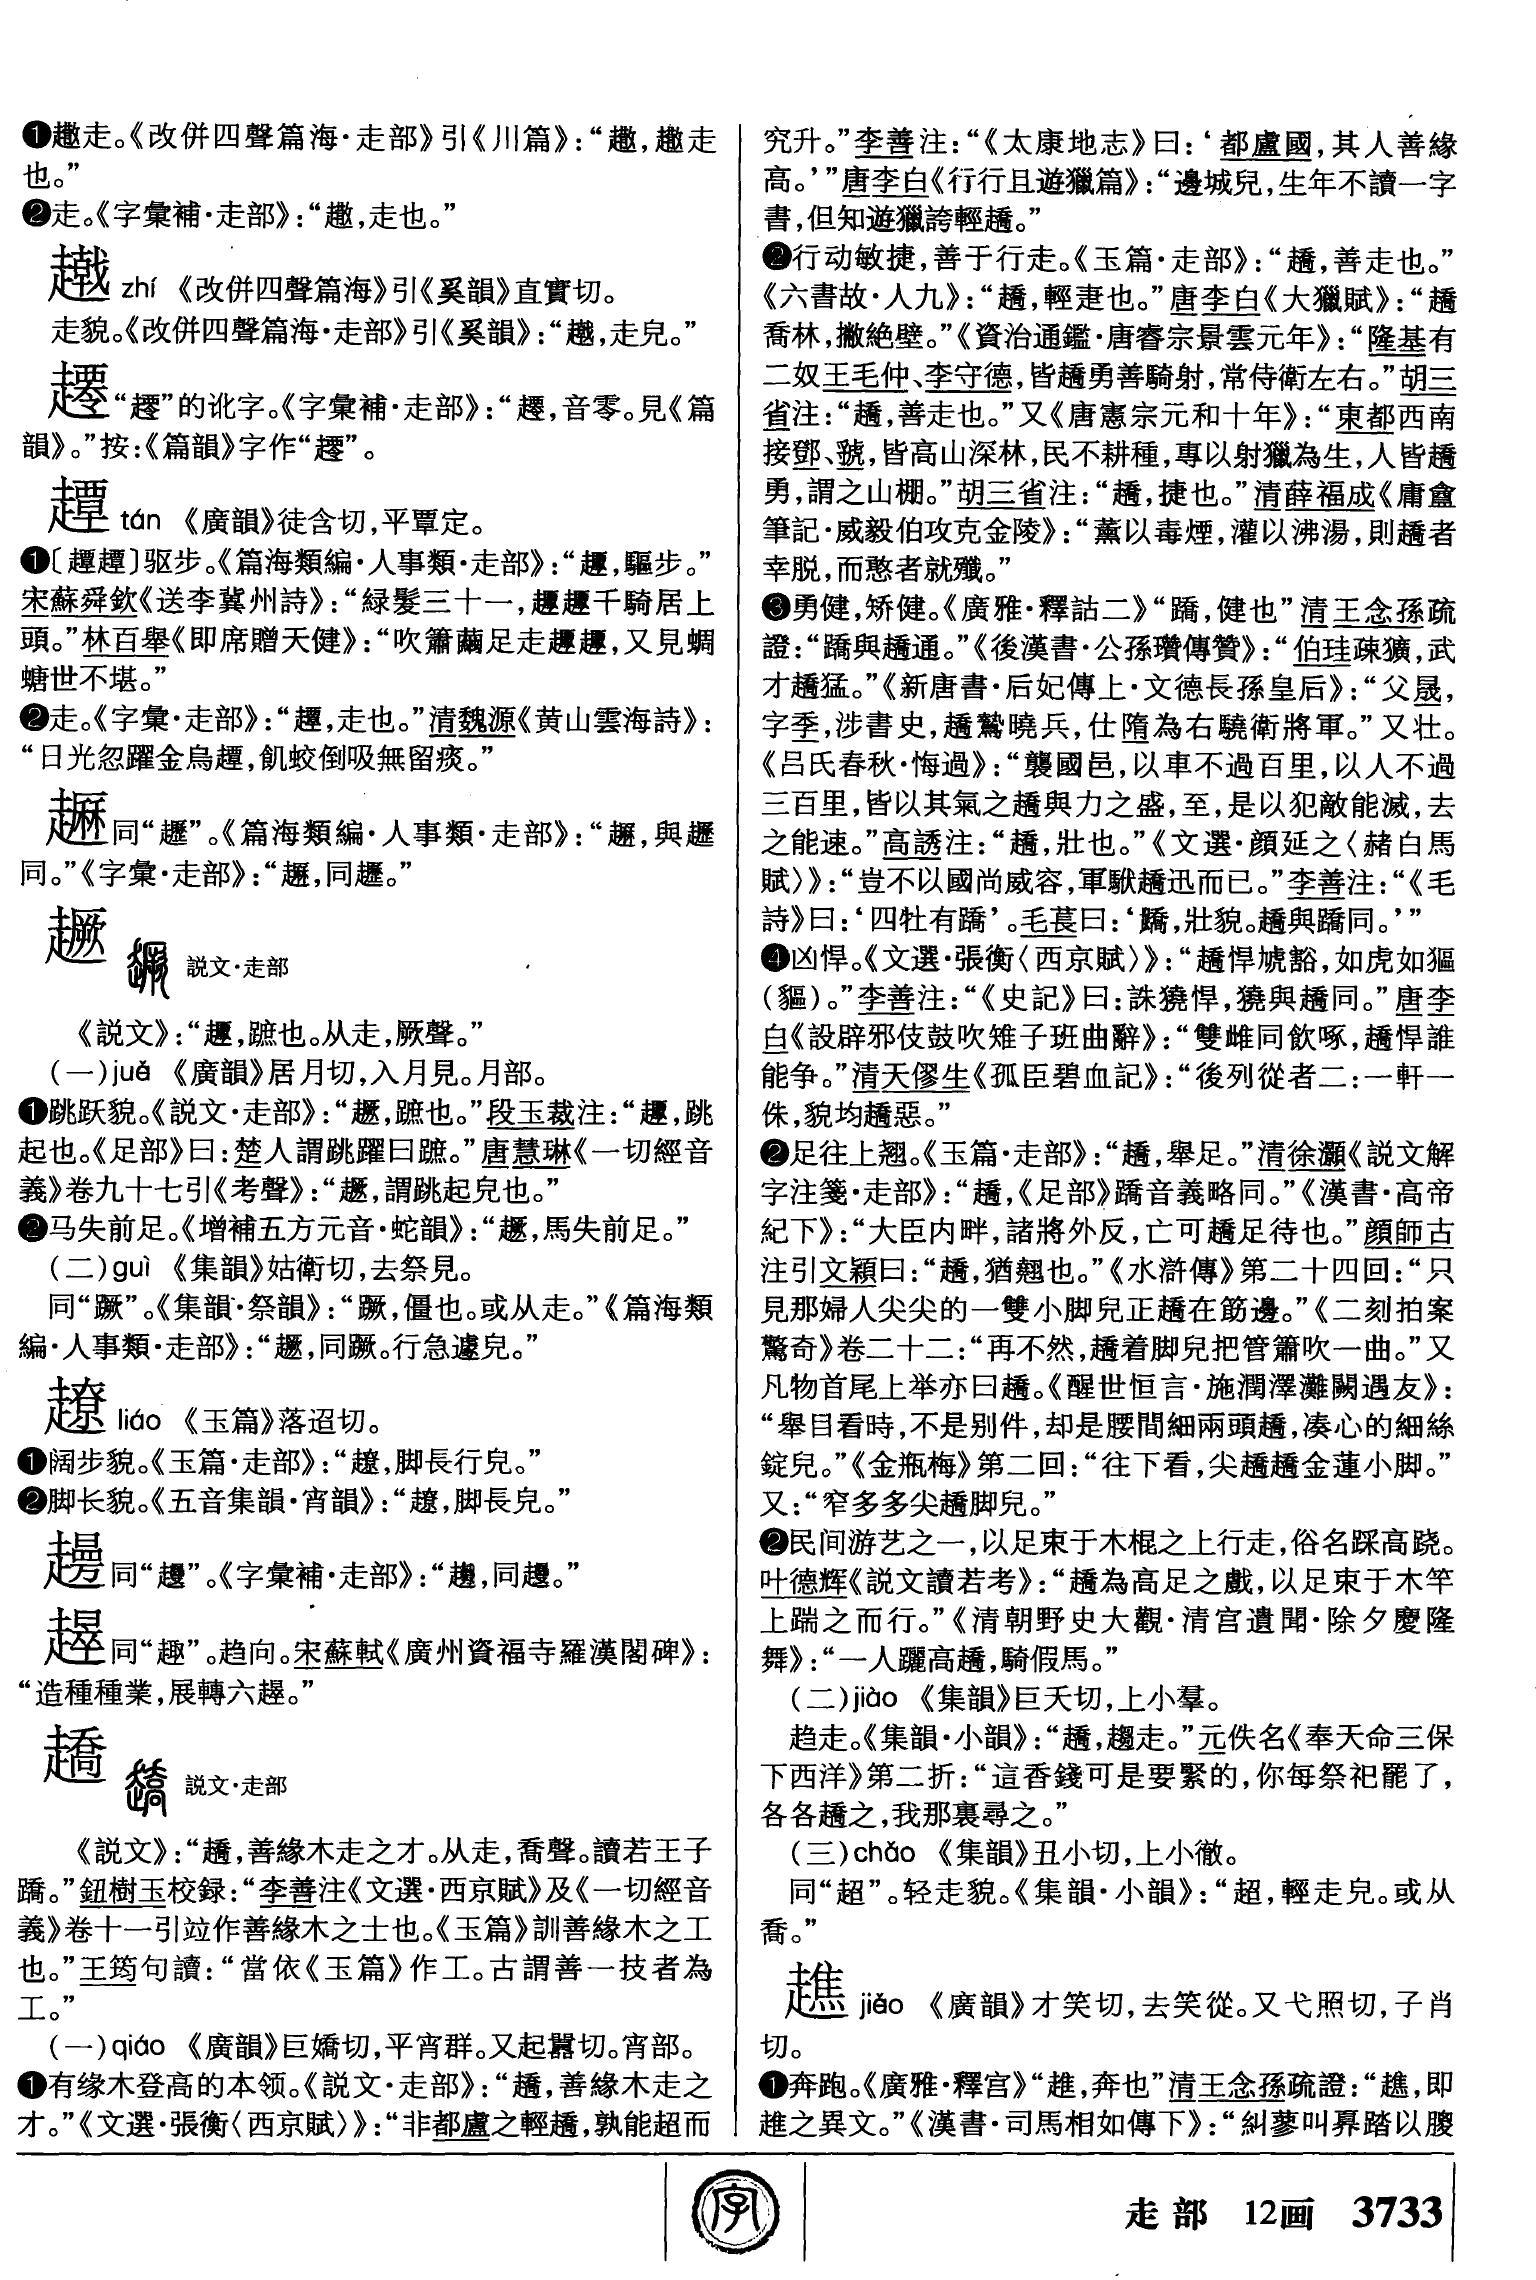 ❶䞶走。《改併四聲篇海·走部》引《川篇》：“䞶，䞶走
也。”
❷走。《字彙補·走部》：“䞶，走也。”
zhí 《改併四聲篇海》引《奚韻》直實切。
走貌。《改併四聲篇海·走部》引《奚韻》：“，走皃。”
“”的讹字。《字彙補·走部》：“，音零。見《篇
韻》。”按：《篇韻》字作“”。
䞡 tán 《廣韻》徒含切，平覃定。
❶〔䞡䞡〕驱步。《篇海類編·人事類·走部》：“䞡，驅步。”
宋蘇舜欽《送李冀州詩》：“緑髮三十一，䞡䞡千騎居上
頭。”林百舉《即席贈天健》：“吹簫繭足走䞡䞡，又見蜩
螗世不堪。”
❷走。《字彙·走部》：“䞡，走也。”清魏源《黄山雲海詩》：
“日光忽躍金烏䞡，飢蛟倒吸無留痰。”
同“”。《篇海類編·人事類·走部》：“，與
同。”《字彙·走部》：“，同。”
趰 説文·走部
《説文》：“趰，蹠也。从走，厥聲。”
(一)juě 《廣韻》居月切，入月見。月部。
❶跳跃貌。《説文·走部》：“趰，蹠也。”段玉裁注：“趰，跳
起也。《足部》曰：楚人謂跳躍曰蹠。”唐慧琳《一切經音
義》卷九十七引《考聲》：“趰，謂跳起皃也。”
❷马失前足。《增補五方元音·蛇韻》：“趰，馬失前足。”
(二)guì 《集韻》姑衛切，去祭見。
同“蹶”。《集韻·祭韻》：“蹶，僵也。或从走。”《篇海類
編·人事類·走部》：“趰，同蹶。行急遽皃。”
liáo 《玉篇》落迢切。
❶阔步貌。《玉篇·走部》：“，脚長行皃。”
❷脚长貌。《五音集韻·宵韻》：“，脚長皃。”
同“”。《字彙補·走部》：“，同。”
同“趣”。趋向。宋蘇軾《廣州資福寺羅漢閣碑》：
“造種種業，展轉六。”
趫 説文·走部
《説文》：“趫，善緣木走之才。从走，喬聲。讀若王子
蹻。”鈕樹玉校録：“李善注《文選·西京賦》及《一切經音
義》卷十一引竝作善緣木之士也。《玉篇》訓善緣木之工
也。”王筠句讀：“當依《玉篇》作工。古謂善一技者為
工。”
(一)qiáo 《廣韻》巨嬌切，平宵群。又起嚻切。宵部。
❶有缘木登高的本领。《説文·走部》：“趫，善緣木走之
才。”《文選·張衡〈西京賦〉》：“非都盧之輕趫，孰能超而
究升。”李善注：“《太康地志》曰：‘都盧國，其人善緣
高。’”唐李白《行行且遊獵篇》：“邊城兒，生年不讀一字
書，但知遊獵誇輕趫。”
❷行动敏捷，善于行走。《玉篇·走部》：“趫，善走也。”
《六書故·人九》：“趫，輕疌也。”唐李白《大獵賦》：“趫
喬林，撇絶壁。”《資治通鑑·唐睿宗景雲元年》：“隆基有
二奴王毛仲、李守德，皆趫勇善騎射，常侍衛左右。”胡三
省注：“趫，善走也。”又《唐憲宗元和十年》：“東都西南
接鄧、虢，皆高山深林，民不耕種，專以射獵為生，人皆趫
勇，謂之山棚。”胡三省注：“趫，捷也。”清薛福成《庸盦
筆記·威毅伯攻克金陵》：“薰以毒煙，灌以沸湯，則趫者
幸脱，而憨者就殲。”
❸勇健，矫健。《廣雅·釋詁二》“蹻，健也”清王念孫疏
證：“蹻與趫通。”《後漢書·公孫瓚傳贊》：“伯珪疎獷，武
才趫猛。”《新唐書·后妃傳上·文德長孫皇后》：“父晟，
字季，涉書史，趫鷙曉兵，仕隋為右驍衛將軍。”又壮。
《吕氏春秋·悔過》：“襲國邑，以車不過百里，以人不過
三百里，皆以其氣之趫與力之盛，至，是以犯敵能滅，去
之能速。”高誘注：“趫，壯也。”《文選·顔延之〈赭白馬
賦〉》：“豈不以國尚威容，軍駥趫迅而已。”李善注：“《毛
詩》曰：‘四牡有蹻’。毛萇曰：‘蹻，壯貌。趫與蹻同。’”
❹凶悍。《文選·張衡〈西京賦〉》：“趫悍虓豁，如虎如貙
(貙)。”李善注：“《史記》曰：誅獟悍，獟與趫同。”唐李
白《設辟邪伎鼓吹雉子班曲辭》：“雙雌同飲啄，趫悍誰
能争。”清天僇生《孤臣碧血記》：“後列從者二：一軒一
侏，貌均趫惡。”
❷足往上翘。《玉篇·走部》：“趫，舉足。”清徐灝《説文解
字注箋·走部》：“趫，《足部》蹻音義略同。”《漢書·高帝
紀下》：“大臣内畔，諸將外反，亡可趫足待也。”顔師古
注引文穎曰：“趫，猶翹也。”《水滸傳》第二十四回：“只
見那婦人尖尖的一雙小脚兒正趫在筯邊。”《二刻拍案
驚奇》卷二十二：“再不然，趫着脚兒把管簫吹一曲。”又
凡物首尾上举亦曰趫。《醒世恒言·施潤澤灘闕遇友》：
“舉目看時，不是别件，却是腰間細兩頭趫，凑心的細絲
錠兒。”《金瓶梅》第二回：“往下看，尖趫趫金蓮小脚。”
又：“窄多多尖趫脚兒。”
❷民间游艺之一，以足束于木棍之上行走，俗名踩高跷。
叶德辉《説文讀若考》：“趫為高足之戲，以足束于木竿
上踹之而行。”《清朝野史大觀·清宫遺聞·除夕慶隆
舞》：“一人躧高趫，騎假馬。”
(二)jiào 《集韻》巨夭切，上小羣。
趋走。《集韻·小韻》：“趫，趨走。”元佚名《奉天命三保
下西洋》第二折：“這香錢可是要緊的，你每祭祀罷了，
各各趫之，我那裏尋之。”
(三)chǎo 《集韻》丑小切，上小徹。
同“超”。轻走貌。《集韻·小韻》：“超，輕走皃。或从
喬。”
趭 jiǎo 《廣韻》才笑切，去笑從。又弋照切，子肖
切。
❶奔跑。《廣雅·釋宫》“趡，奔也”清王念孫疏證：“趭，即
趡之異文。”《漢書·司馬相如傳下》：“糾蓼叫奡踏以朡
走部 12画 3733